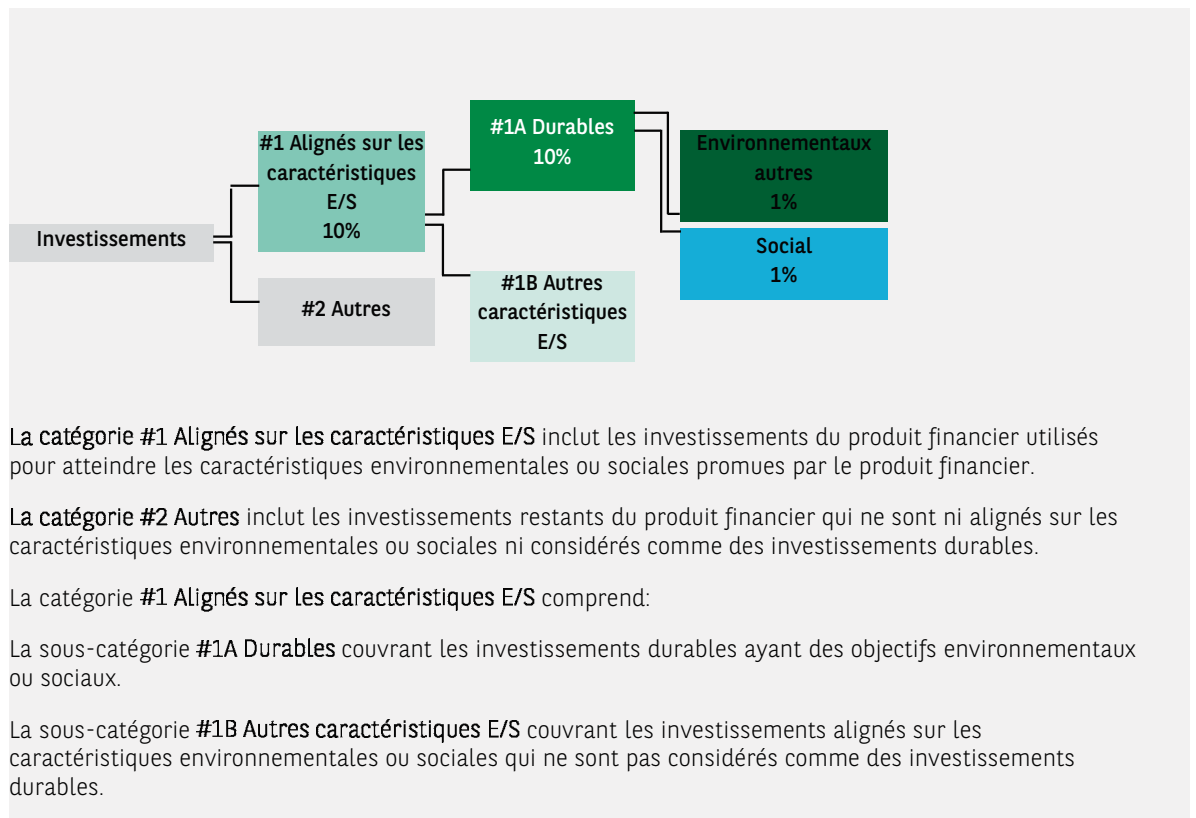 #1A Durables
10%
#1 Alignés sur les
caractéristiques
E/S
10%
Environnementaux
autres
1%
Investissements
Social
1%
#2 Autres
#1B Autres
caractéristiques
E/S
La catégorie #1 Alignés sur les caractéristiques E/S inclut les investissements du produit financier utilisés
pour atteindre les caractéristiques environnementales ou sociales promues par le produit financier.
La catégorie #2 Autres inclut les investissements restants du produit financier qui ne sont ni alignés sur les
caractéristiques environnementales ou sociales ni considérés comme des investissements durables.
La catégorie #1 Alignés sur les caractéristiques E/S comprend:
La sous-catégorie #1A Durables couvrant les investissements durables ayant des objectifs environnementaux
ou sociaux.
La sous-catégorie #1B Autres caractéristiques E/S couvrant les investissements alignés sur les
caractéristiques environnementales ou sociales qui ne sont pas considérés comme des investissements
durables.